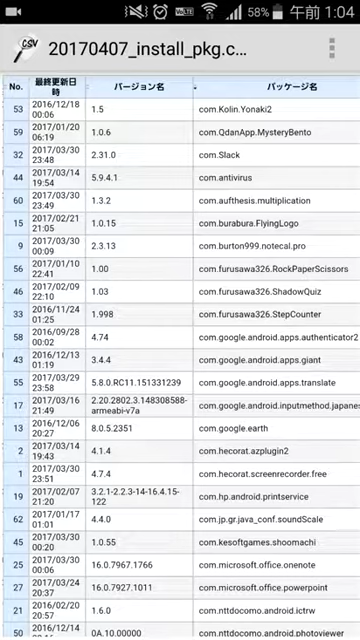 58% 午前 1:04
CSV 20170407_install_pkg.c...
No. 最終更新日時 バージョン名 パッケージ名
53 2016/12/18 00:06 1.5 com.Kolin.Yonaki2
59 2017/01/20 06:19 1.0.6 com.QdanApp.MysteryBento
32 2017/03/30 23:48 2.31.0 com.Slack
44 2017/03/14 19:54 5.9.4.1 com.antivirus
60 2017/03/30 23:49 1.3.2 com.aufthesis.multiplication
15 2017/02/21 21:05 1.0.15 com.burabura.FlyingLogo
9 2017/03/30 00:09 2.3.13 com.burton999.notecal.pro
56 2017/01/10 22:41 1.00 com.furusawa326.RockPaperScissors
46 2017/02/09 22:10 1.03 com.furusawa326.ShadowQuiz
33 2016/11/24 01:25 1.998 com.furusawa326.StepCounter
58 2016/09/28 00:02 4.74 com.google.android.apps.authenticator2
43 2016/12/13 01:19 3.4.4 com.google.android.apps.giant
55 2017/03/29 23:58 5.8.0.RC11.151331239 com.google.android.apps.translate
17 2017/03/16 21:49 2.20.2802.3.148308588-armeabi-v7a com.google.android.inputmethod.japanes
13 2016/12/06 20:27 8.0.5.2351 com.google.earth
2 2017/03/14 19:43 4.1.4 com.hecorat.azplugin2
1 2017/03/30 23:51 4.7.4 com.hecorat.screenrecorder.free
19 2017/02/07 21:20 3.2.1-2.2.3-14-16.4.15-122 com.hp.android.printservice
62 2017/01/17 01:01 4.4.0 com.jp.gr.java_conf.soundScale
45 2017/03/30 00:20 1.0.55 com.kesoftgames.shoomachi
25 2017/03/30 00:06 16.0.7967.1766 com.microsoft.office.onenote
27 2017/03/24 20:37 16.0.7927.1011 com.microsoft.office.powerpoint
21 2017/02/20 20:57 1.6.0 com.nttdocomo.android.ictrw
50 2016/12/14 0A.10.00000 com.nttdocomo.android.photoviewer